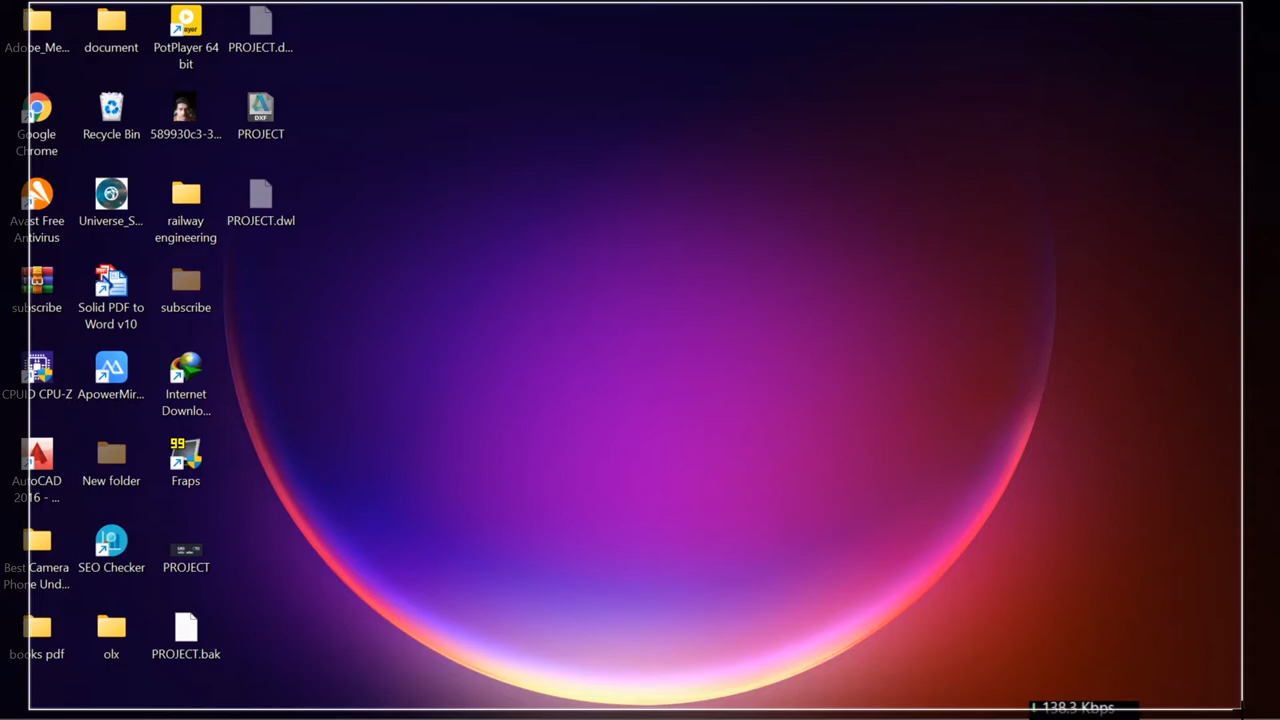 Adobe_Me...
document
PotPlayer 64
bit
PROJECT.d...
Google
Chrome
Recycle Bin
589930c3-3...
DXF
PROJECT
Avast Free
Antivirus
Universe_S...
railway
engineering
PROJECT.dwl
subscribe
Solid PDF to
Word v10
subscribe
CPUID CPU-Z
ApowerMir...
Internet
Downlo...
AutoCAD
2016 - ...
New folder
99
Fraps
Best Camera
Phone Und...
SEO Checker
PROJECT
books pdf
olx
PROJECT.bak
138.3 Kbps